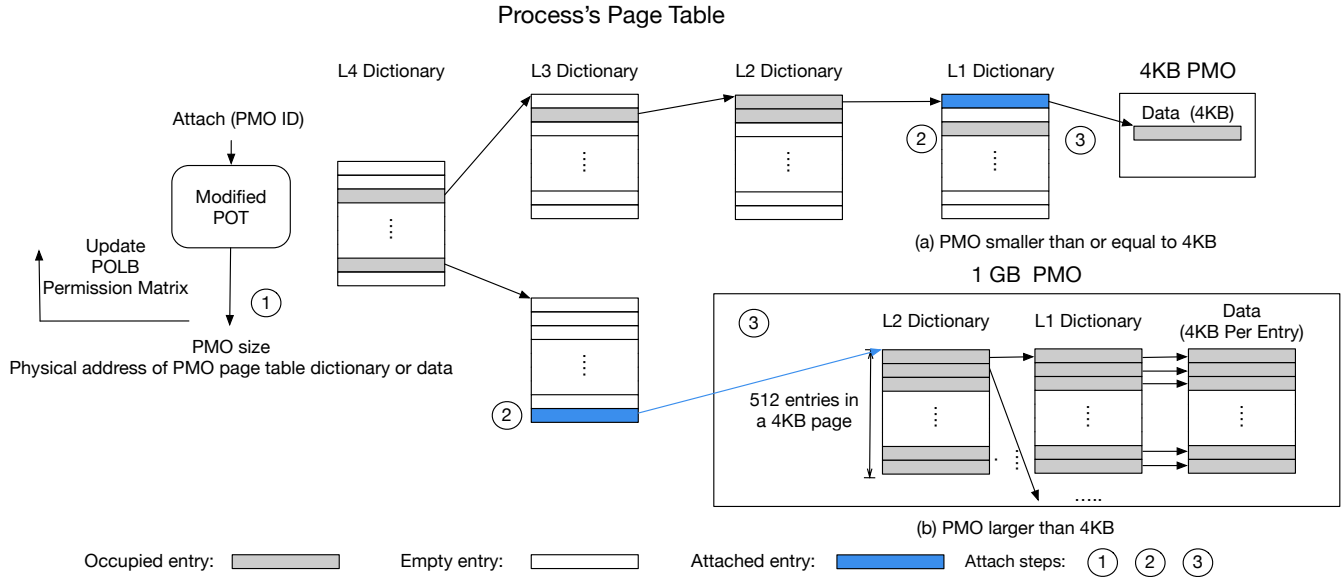 Process's Page Table
L4 Dictionary
L3 Dictionary
L2 Dictionary
L1 Dictionary
4KB PMO
Attach (PMO ID)
Data (4KB)
2
3
Modified
POT
(a) PMO smaller than or equal to 4KB
Update
POLB
Permission Matrix
1
PMO size
Physical address of PMO page table dictionary or data
1 GB PMO
3
L2 Dictionary
L1 Dictionary
Data
(4KB Per Entry)
2
512 entries in
a 4KB page
(b) PMO larger than 4KB
Occupied entry:
Empty entry:
Attached entry:
Attach steps:
1
2
3